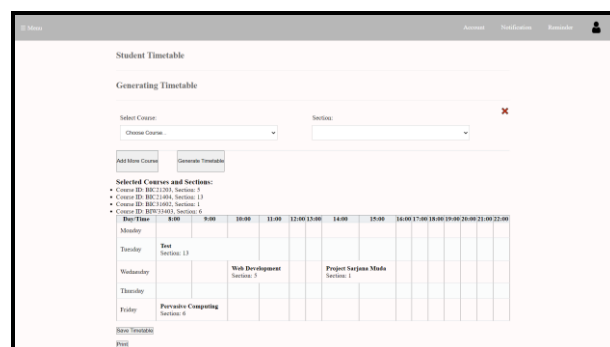 ☰ Menu Account Notification Reminder
Student Timetable
Generating Timetable
Select Course: Section:
Choose Course...
Add More Course Generate Timetable
Selected Courses and Sections:
Course ID: BIC21203, Section: 5
Course ID: BIC21404, Section: 13
Course ID: BIC31602, Section: 1
Course ID: BIW33403, Section: 6
Day/Time 8:00 9:00 10:00 11:00 12:00 13:00 14:00 15:00 16:00 17:00 18:00 19:00 20:00 21:00 22:00
Monday
Tuesday Test
Section: 13
Wednesday Web Development Project Sarjana Muda
Section: 5 Section: 1
Thursday
Friday Pervasive Computing
Section: 6
Save Timetable
Print